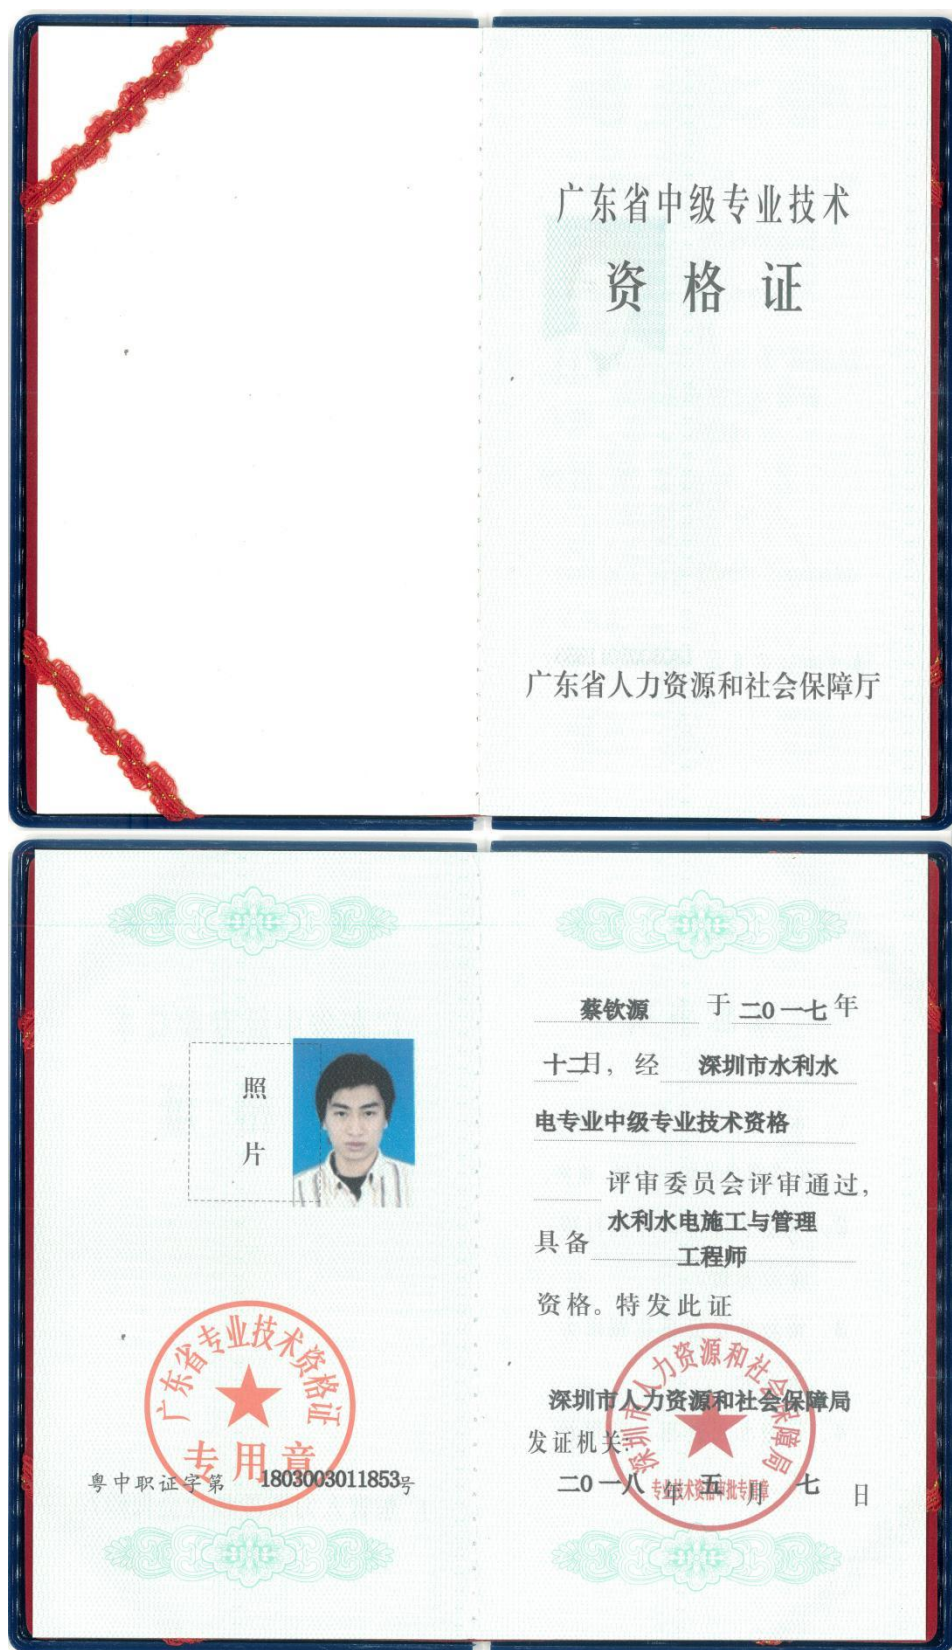 广东省中级专业技术
资格证
广东省人力资源和社会保障厅
照
片
广东省专业技术资格证
专用章
粤中职证字第 1803003011853号
蔡钦源 于 二0一七 年
十二月，经 深圳市水利水
电专业中级专业技术资格
评审委员会评审通过，
具备 水利水电施工与管理
工程师
资格。特发此证
深圳市人力资源和社会保障局
深圳市人力资源和社会保障局
发证机关：
专业技术资格审批专用章
二0一八 年 五 月 七 日